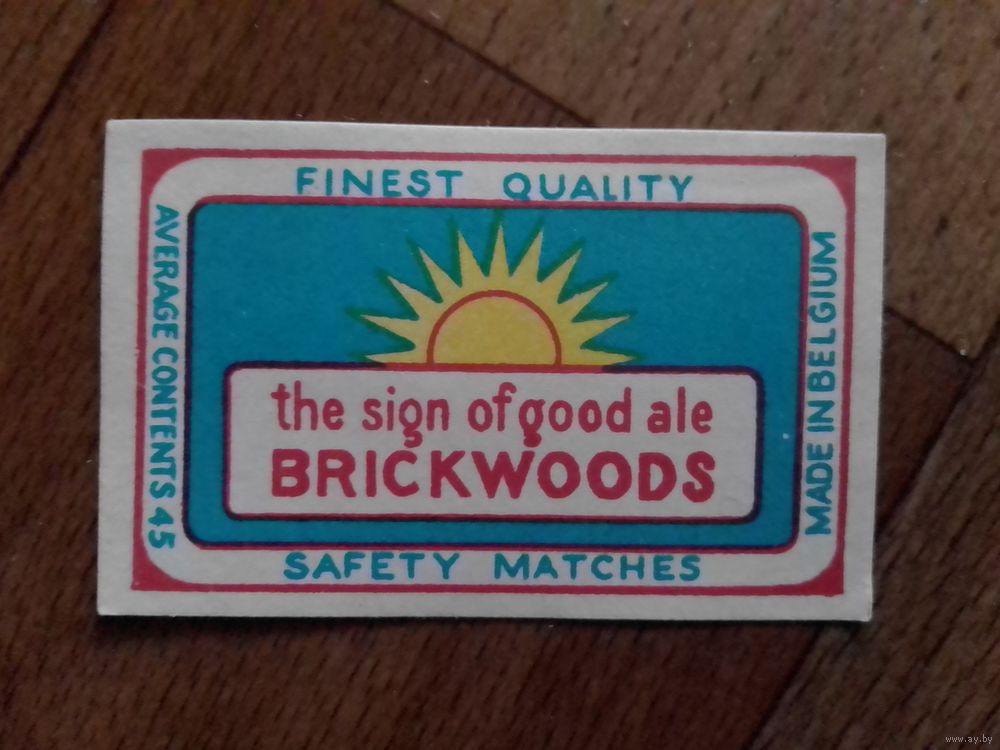 FINEST QUALITY
AVERAGE CONTENTS 45
the sign of good ale
BRICKWOODS
MADE IN BELGIUM
SAFETY MATCHES
www.ay.by